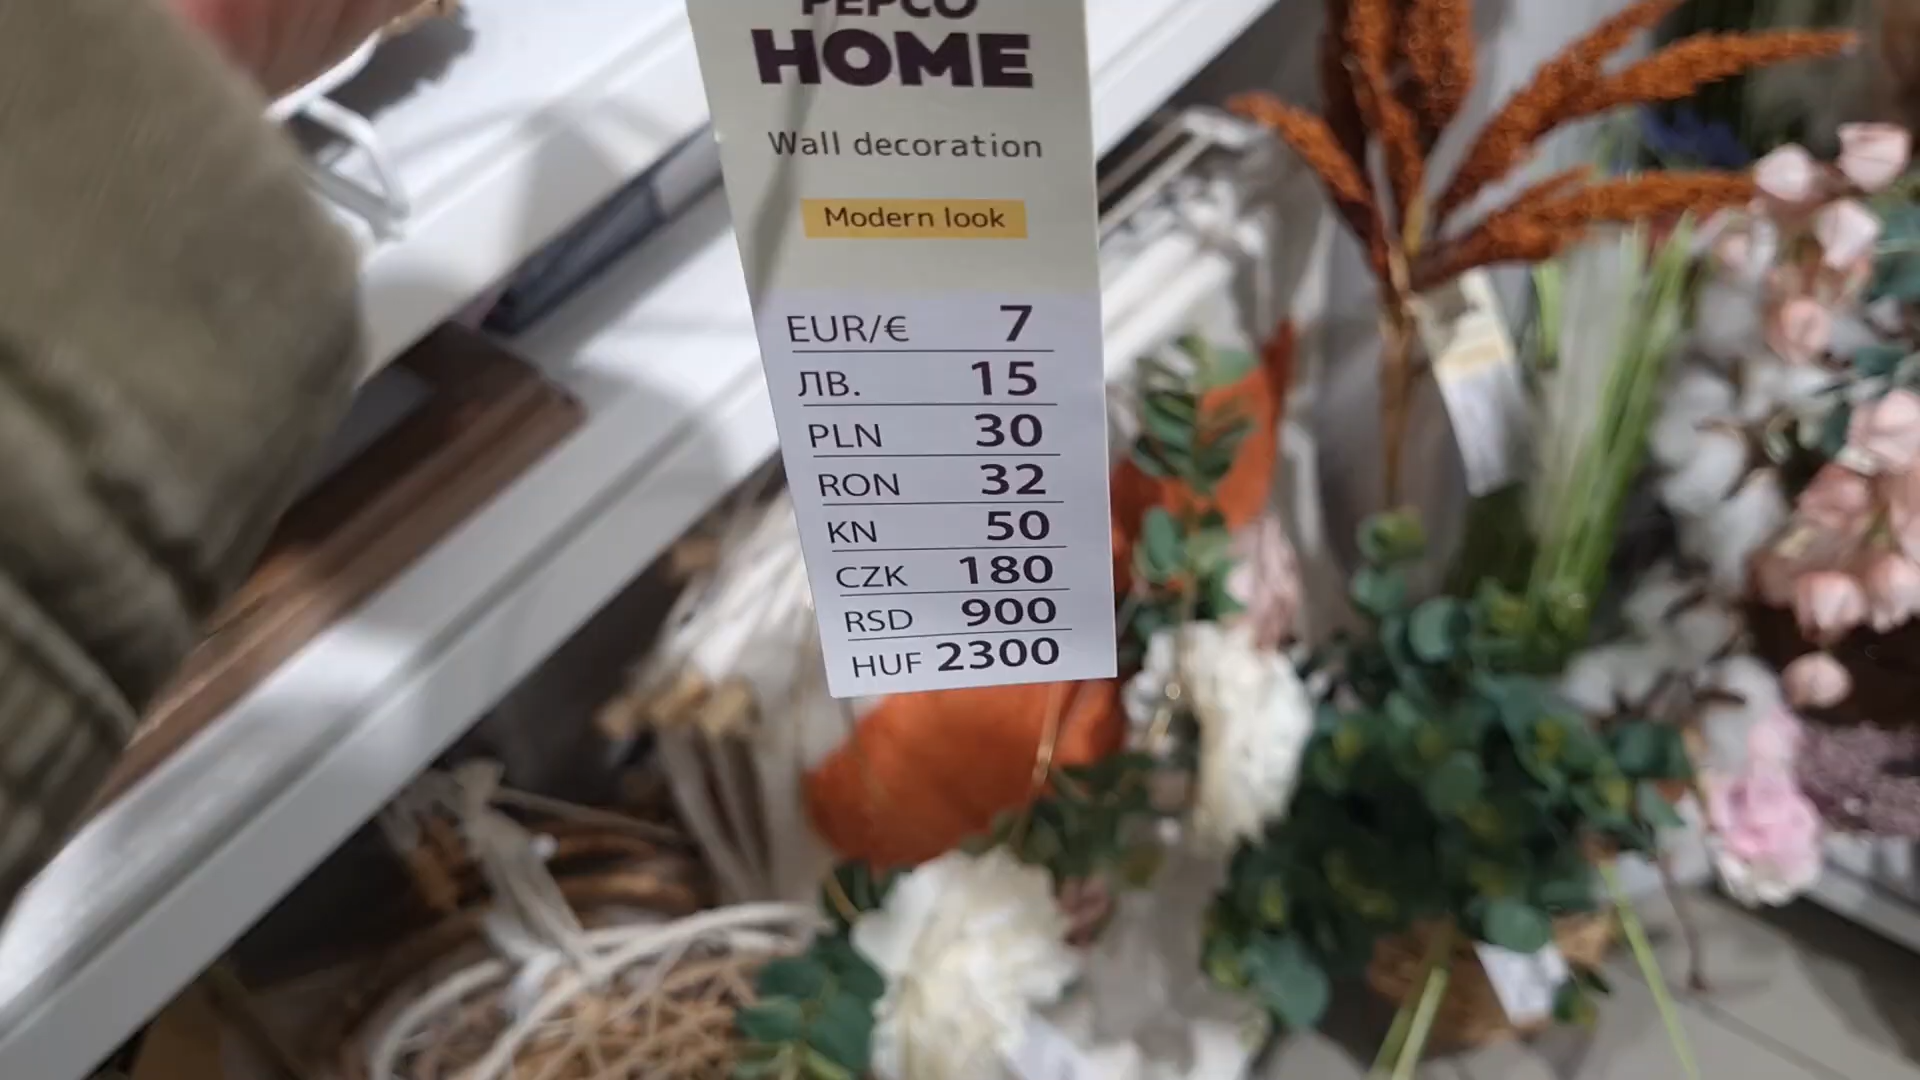 PEPCO
HOME
Wall decoration
Modern look
EUR/€ 7
ЛВ. 15
PLN 30
RON 32
KN 50
CZK 180
RSD 900
HUF 2300